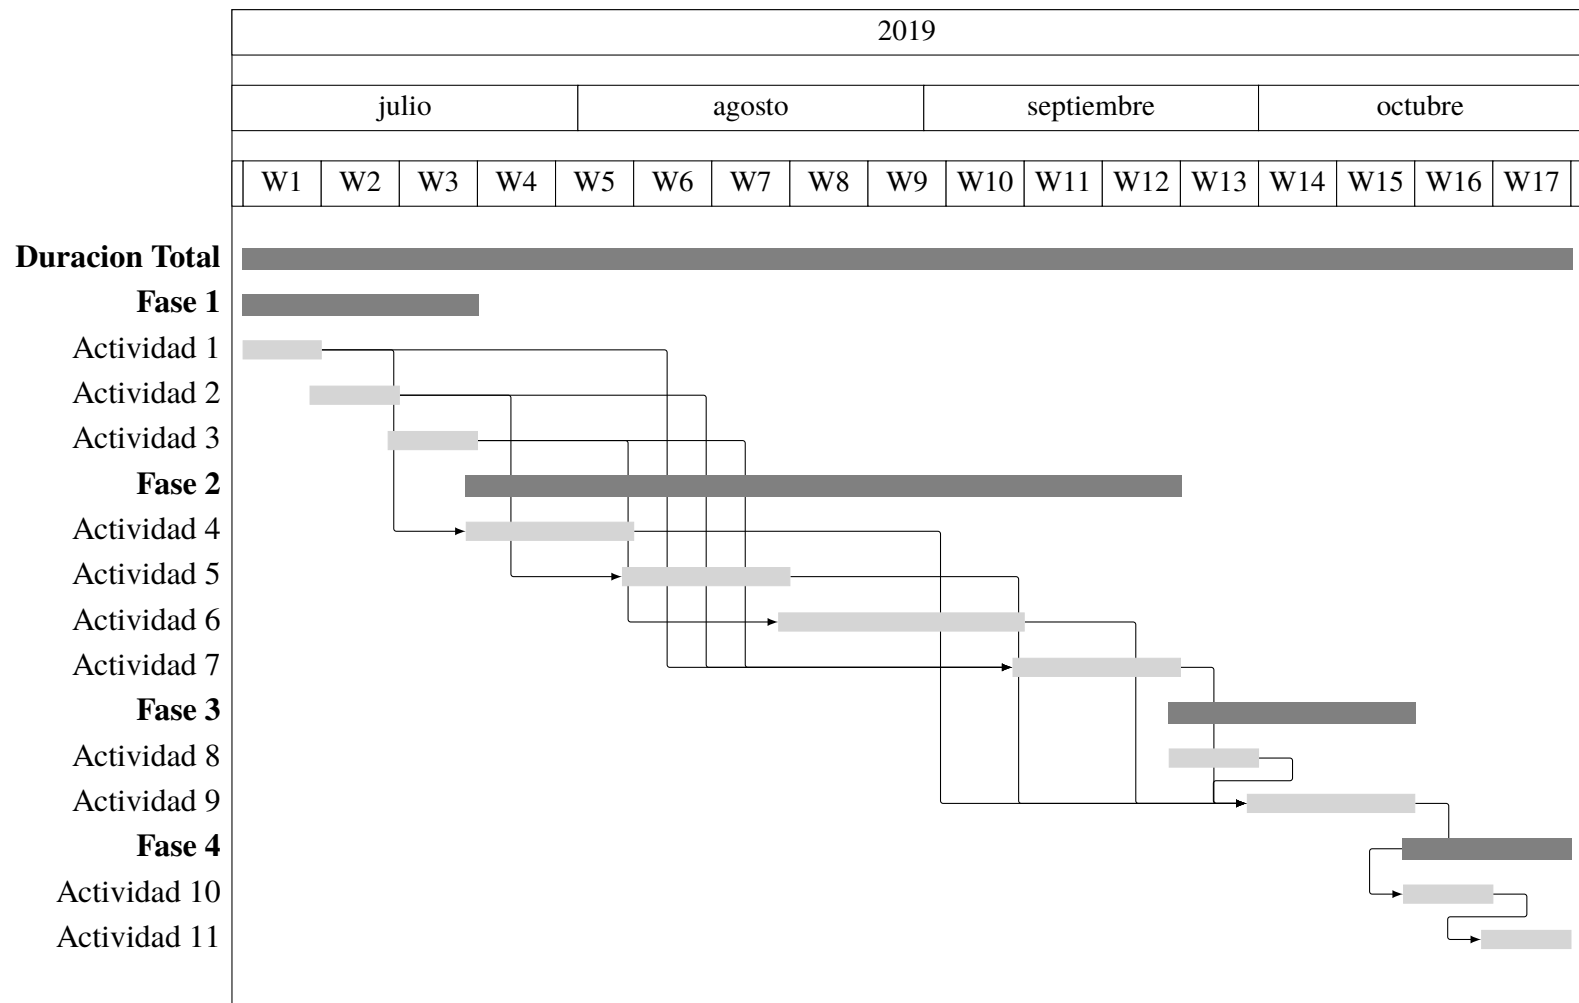 2019
julio agosto septiembre octubre
W1 W2 W3 W4 W5 W6 W7 W8 W9 W10 W11 W12 W13 W14 W15 W16 W17
Duracion Total
Fase 1
Actividad 1
Actividad 2
Actividad 3
Fase 2
Actividad 4
Actividad 5
Actividad 6
Actividad 7
Fase 3
Actividad 8
Actividad 9
Fase 4
Actividad 10
Actividad 11